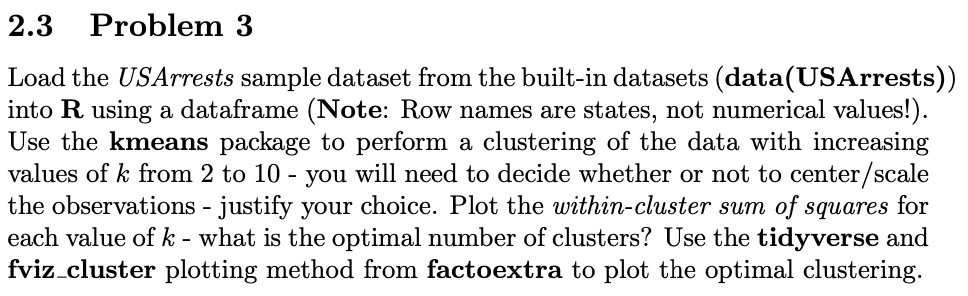 2.3 Problem 3
Load the USArrests sample dataset from the built-in datasets (data(USArrests))
into R using a dataframe (Note: Row names are states, not numerical values!).
Use the kmeans package to perform a clustering of the data with increasing
values of k from 2 to 10 - you will need to decide whether or not to center/scale
the observations - justify your choice. Plot the within-cluster sum of squares for
each value of k - what is the optimal number of clusters? Use the tidyverse and
fviz_cluster plotting method from factoextra to plot the optimal clustering.